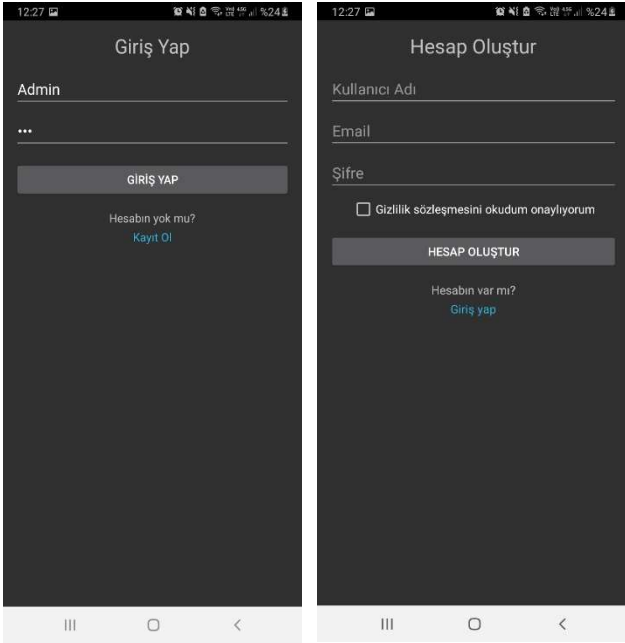 12:27
%24
Giriş Yap
Admin
•••
GİRİŞ YAP
Hesabın yok mu?
Kayıt Ol
12:27
%24
Hesap Oluştur
Kullanıcı Adı
Email
Şifre
Gizlilik sözleşmesini okudum onaylıyorum
HESAP OLUŞTUR
Hesabın var mı?
Giriş yap